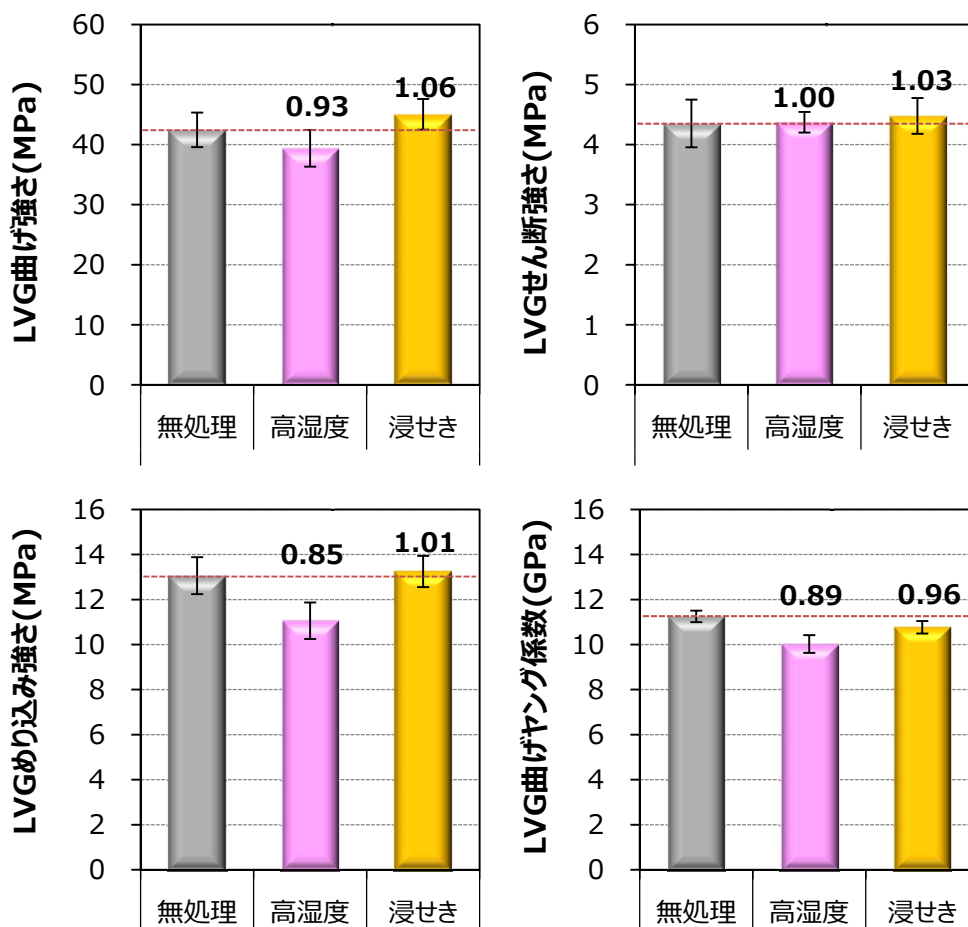 LVG曲げ強さ(MPa)
60
50
40
30
20
10
0
0.93
1.06
無処理
高湿度
浸せき
LVGせん断強さ(MPa)
6
5
4
3
2
1
0
1.00
1.03
無処理
高湿度
浸せき
LVGめり込み強さ(MPa)
16
14
12
10
8
6
4
2
0
0.85
1.01
無処理
高湿度
浸せき
LVG曲げヤング係数(GPa)
16
14
12
10
8
6
4
2
0
0.89
0.96
無処理
高湿度
浸せき